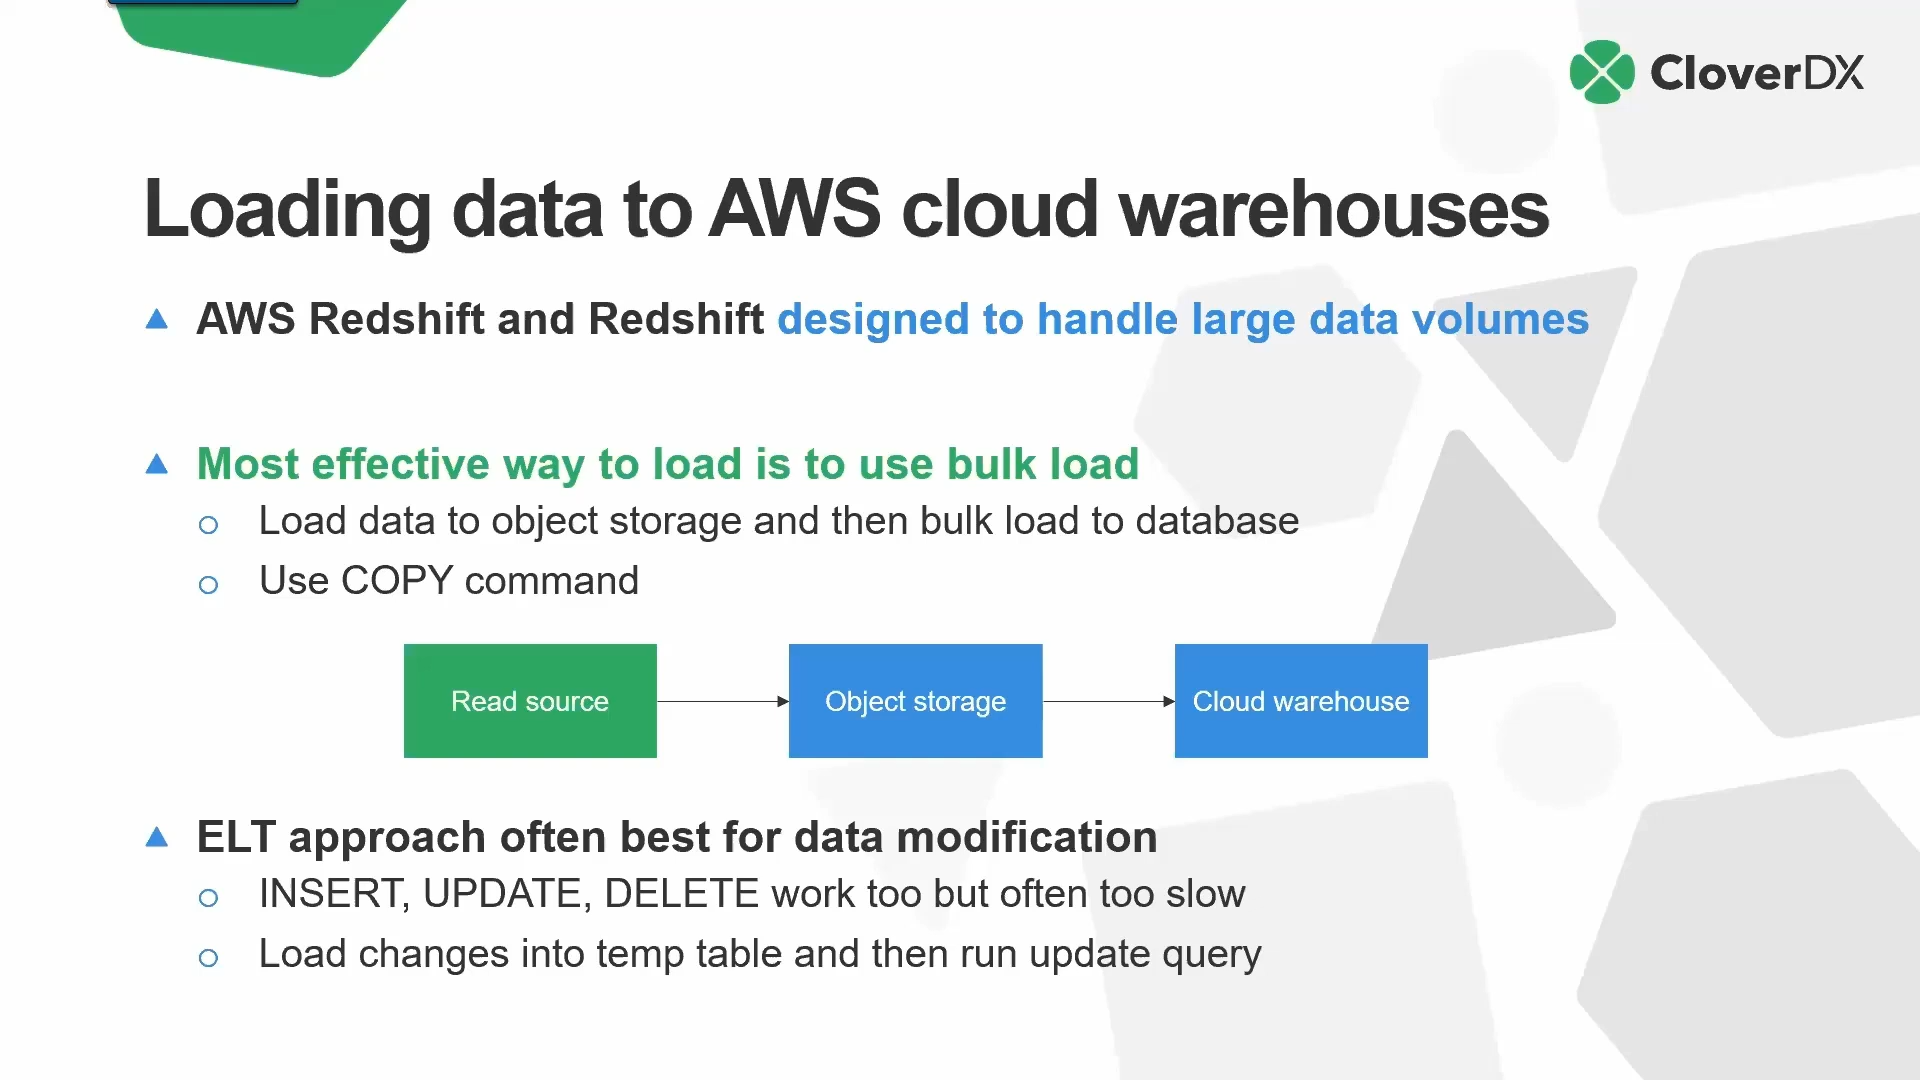 CloverDX
Loading data to AWS cloud warehouses
AWS Redshift and Redshift designed to handle large data volumes
Most effective way to load is to use bulk load
Load data to object storage and then bulk load to database
Use COPY command
Read source
Object storage
Cloud warehouse
ELT approach often best for data modification
INSERT, UPDATE, DELETE work too but often too slow
Load changes into temp table and then run update query